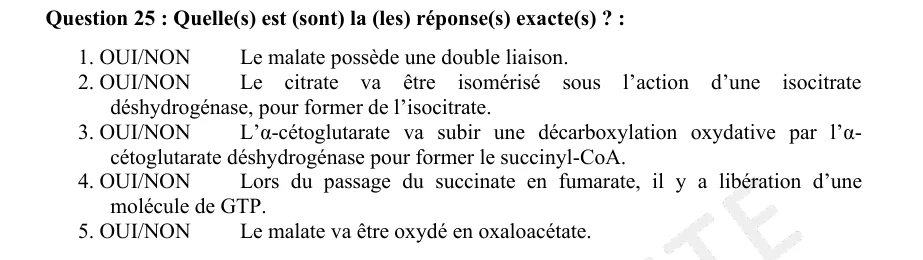 Question 25 : Quelle(s) est (sont) la (les) réponse(s) exacte(s) ? :
1. OUI/NON Le malate possède une double liaison.
2. OUI/NON Le citrate va être isomérisé sous l'action d'une isocitrate
déshydrogénase, pour former de l'isocitrate.
3. OUI/NON L'α-cétoglutarate va subir une décarboxylation oxydative par l'α-
cétoglutarate déshydrogénase pour former le succinyl-CoA.
4. OUI/NON Lors du passage du succinate en fumarate, il y a libération d'une
molécule de GTP.
5. OUI/NON Le malate va être oxydé en oxaloacétate.